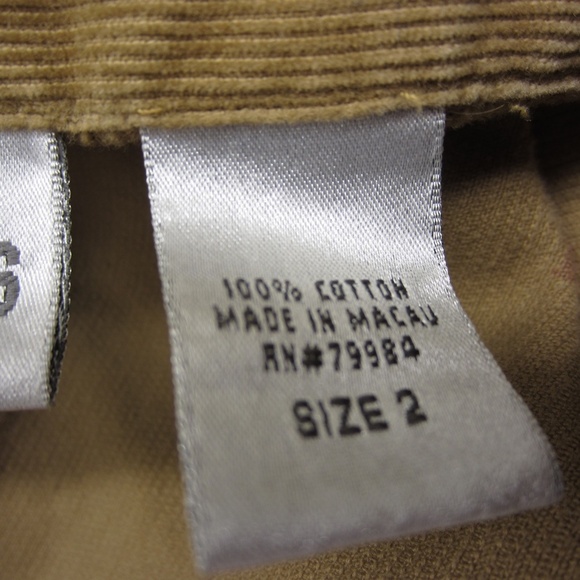 100% COTTON
MADE IN MACAU
RN#79984
SIZE 2
S